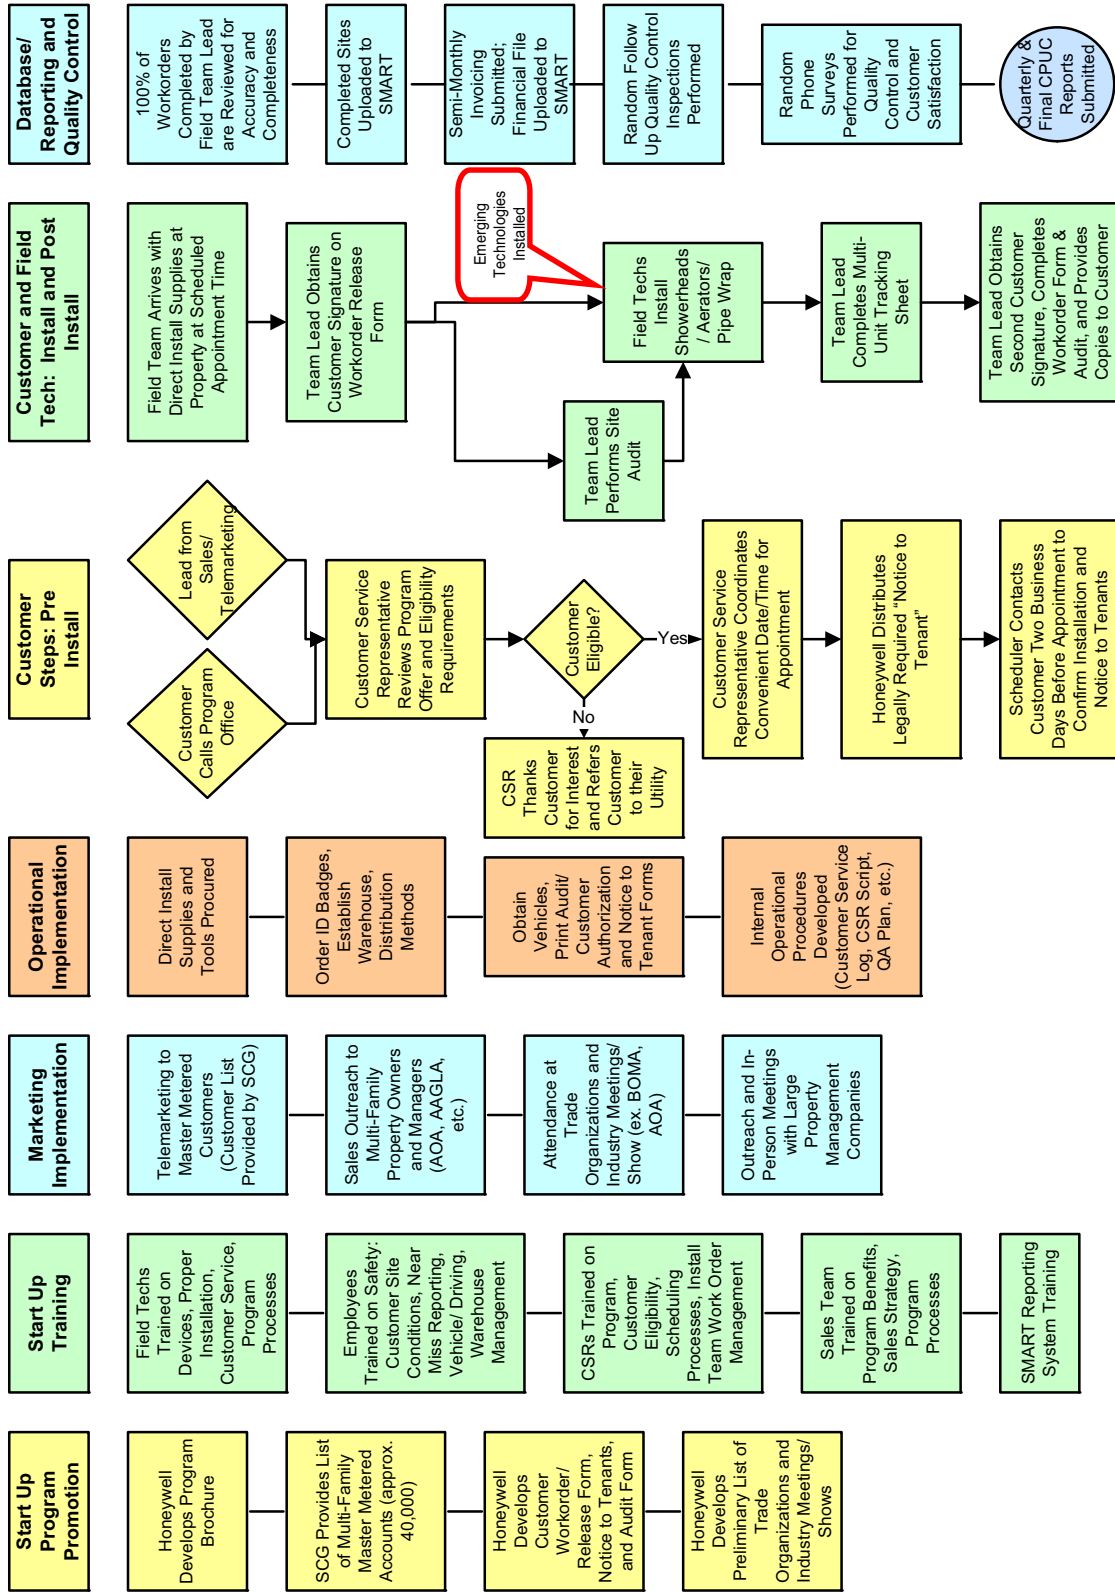 Start Up
Program
Promotion
Honeywell
Develops Program
Brochure
SCG Provides List
of Multi-Family
Master Metered
Accounts (approx.
40,000)
Honeywell
Develops
Customer
Workorder/
Release Form,
Notice to Tenants,
and Audit Form
Honeywell
Develops
Preliminary List of
Trade
Organizations and
Industry Meetings/
Shows
Start Up
Training
Field Techs
Trained on
Devices, Proper
Installation,
Customer Service,
Program
Processes
Employees
Trained on Safety:
Customer Site
Conditions, Near
Miss Reporting,
Vehicle/ Driving,
Warehouse
Management
CSRs Trained on
Program,
Customer
Eligibility,
Scheduling
Processes, Install
Team Work Order
Management
Sales Team
Trained on
Program Benefits,
Sales Strategy,
Program
Processes
SMART Reporting
System Training
Marketing
Implementation
Telemarketing to
Master Metered
Customers
(Customer List
Provided by SCG)
Sales Outreach to
Multi-Family
Property Owners
and Managers
(AOA, AAGLA,
etc.)
Attendance at
Trade
Organizations and
Industry Meetings/
Show (ex. BOMA,
AOA)
Outreach and In-
Person Meetings
with Large
Property
Management
Companies
Operational
Implementation
Direct Install
Supplies and
Tools Procured
Order ID Badges,
Establish
Warehouse,
Distribution
Methods
Obtain
Vehicles,
Print Audit/
Customer
Authorization
and Notice to
Tenant Forms
Internal
Operational
Procedures
Developed
(Customer Service
Log, CSR Script,
QA Plan, etc.)
Customer
Steps: Pre
Install
Customer
Calls Program
Office
Lead from
Sales/
Telemarketing
Customer Service
Representative
Reviews Program
Offer and Eligibility
Requirements
Customer
Eligible?
No
Yes
CSR
Thanks
Customer
for Interest
and Refers
Customer
to their
Utility
Customer Service
Representative Coordinates
Convenient Date/Time for
Appointment
Honeywell Distributes
Legally Required “Notice to
Tenant”
Scheduler Contacts
Customer Two Business
Days Before Appointment to
Confirm Installation and
Notice to Tenants
Customer and Field
Tech: Install and Post
Install
Field Team Arrives with
Direct Install Supplies at
Property at Scheduled
Appointment Time
Team Lead Obtains
Customer Signature on
Workorder Release
Form
Team Lead
Performs Site
Audit
Emerging
Technologies
Installed
Field Techs
Install
Showerheads
/ Aerators/
Pipe Wrap
Team Lead
Completes Multi-
Unit Tracking
Sheet
Team Lead Obtains
Second Customer
Signature, Completes
Workorder Form &
Audit, and Provides
Copies to Customer
Database/
Reporting and
Quality Control
100% of
Workorders
Completed by
Field Team Lead
are Reviewed for
Accuracy and
Completeness
Completed Sites
Uploaded to
SMART
Semi-Monthly
Invoicing
Submitted;
Financial File
Uploaded to
SMART
Random Follow
Up Quality Control
Inspections
Performed
Random
Phone
Surveys
Performed for
Quality
Control and
Customer
Satisfaction
Quarterly &
Final CPUC
Reports
Submitted